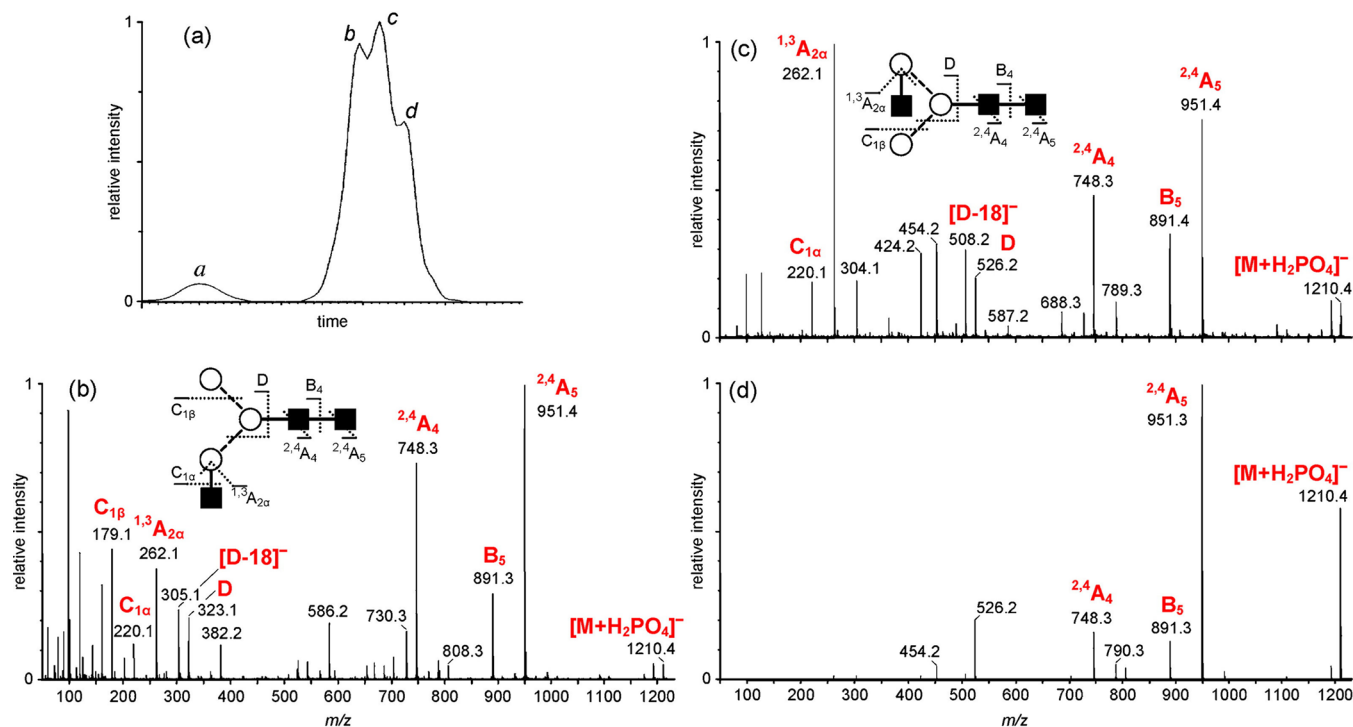 (a)
relative intensity
1
0
a
b
c
d
time
(b)
relative intensity
1
0
D
B4
C1β
2,4A4
2,4A5
C1α
1,3A2α
C1β
179.1
1,3A2α
262.1
C1α
220.1
[D-18]−
305.1
D
323.1
382.2
586.2
730.3
2,4A4
748.3
808.3
B5
891.3
2,4A5
951.4
[M+H2PO4]−
1210.4
100 200 300 400 500 600 700 800 900 1000 1100 1200
m/z
(c)
relative intensity
1
0
1,3A2α
262.1
D
B4
1,3A2α
C1β
2,4A4
2,4A5
C1α
220.1
304.1
424.2
454.2
[D-18]−
508.2
D
526.2
587.2
688.3
2,4A4
748.3
789.3
B5
891.4
2,4A5
951.4
[M+H2PO4]−
1210.4
(d)
relative intensity
1
0
454.2
526.2
2,4A4
748.3
790.3
B5
891.3
2,4A5
951.3
[M+H2PO4]−
1210.4
100 200 300 400 500 600 700 800 900 1000 1100 1200
m/z